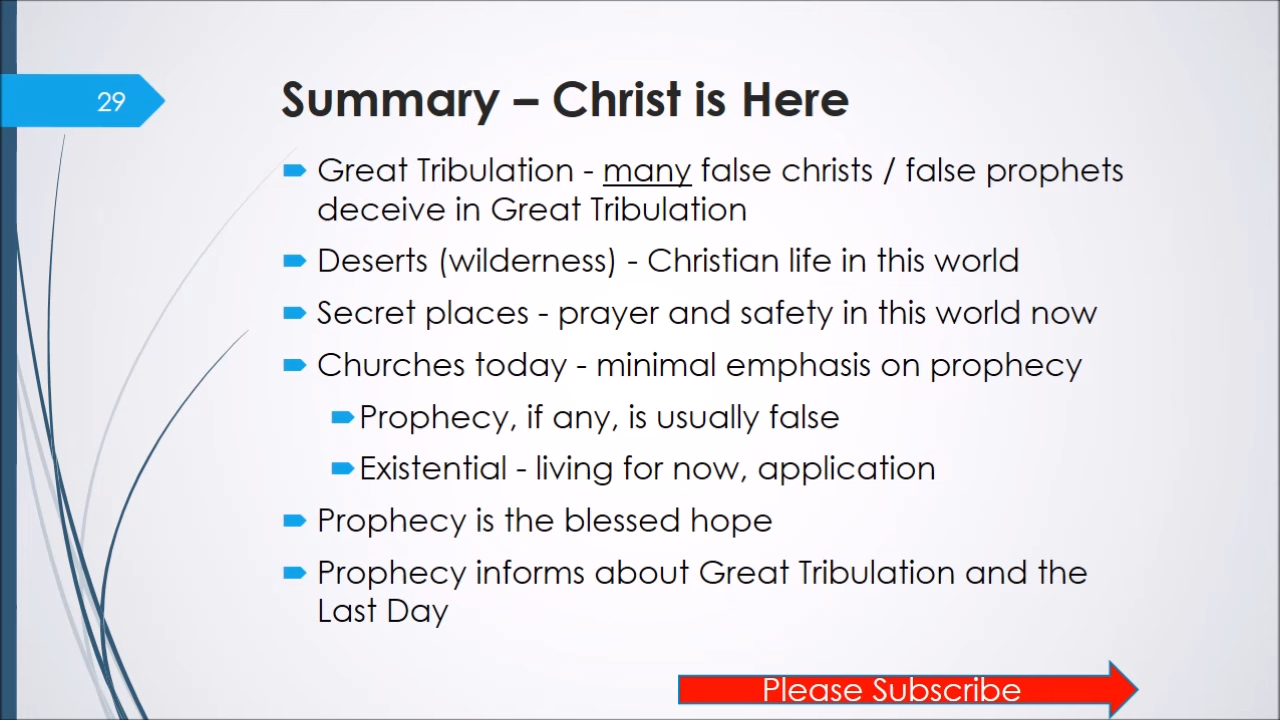 29
Summary – Christ is Here
Great Tribulation - many false christs / false prophets
deceive in Great Tribulation
Deserts (wilderness) - Christian life in this world
Secret places - prayer and safety in this world now
Churches today - minimal emphasis on prophecy
Prophecy, if any, is usually false
Existential - living for now, application
Prophecy is the blessed hope
Prophecy informs about Great Tribulation and the
Last Day
Please Subscribe